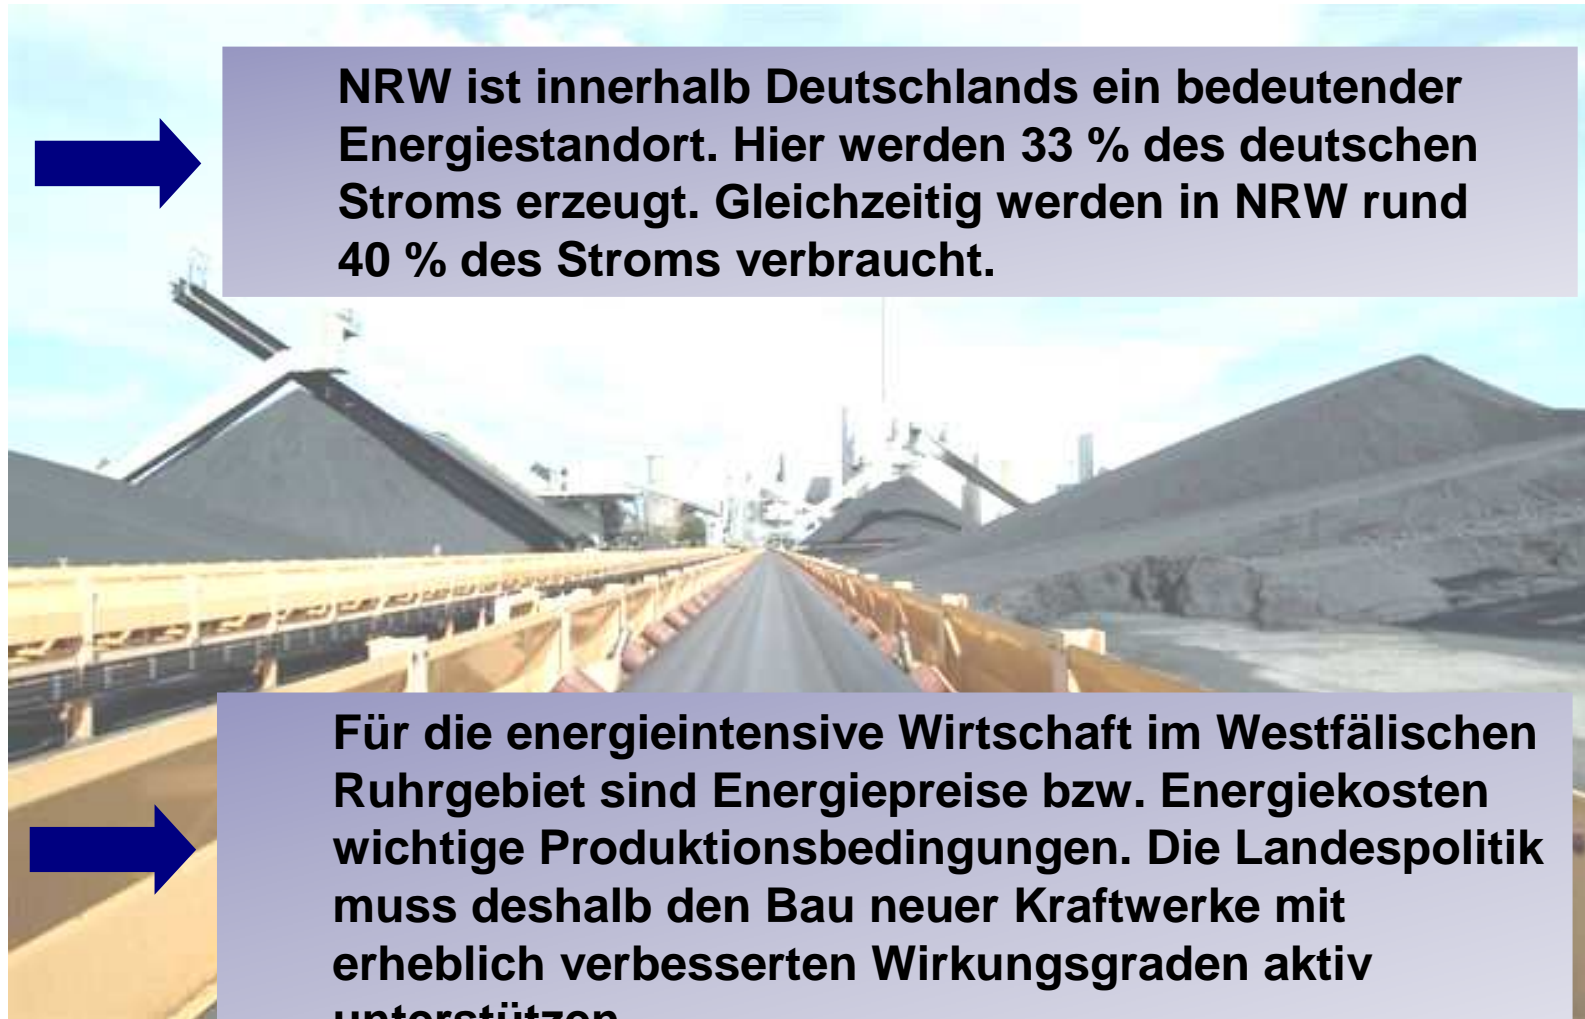 NRW ist innerhalb Deutschlands ein bedeutender
Energiestandort. Hier werden 33 % des deutschen
Stroms erzeugt. Gleichzeitig werden in NRW rund
40 % des Stroms verbraucht.
Für die energieintensive Wirtschaft im Westfälischen
Ruhrgebiet sind Energiepreise bzw. Energiekosten
wichtige Produktionsbedingungen. Die Landespolitik
muss deshalb den Bau neuer Kraftwerke mit
erheblich verbesserten Wirkungsgraden aktiv
unterstützen